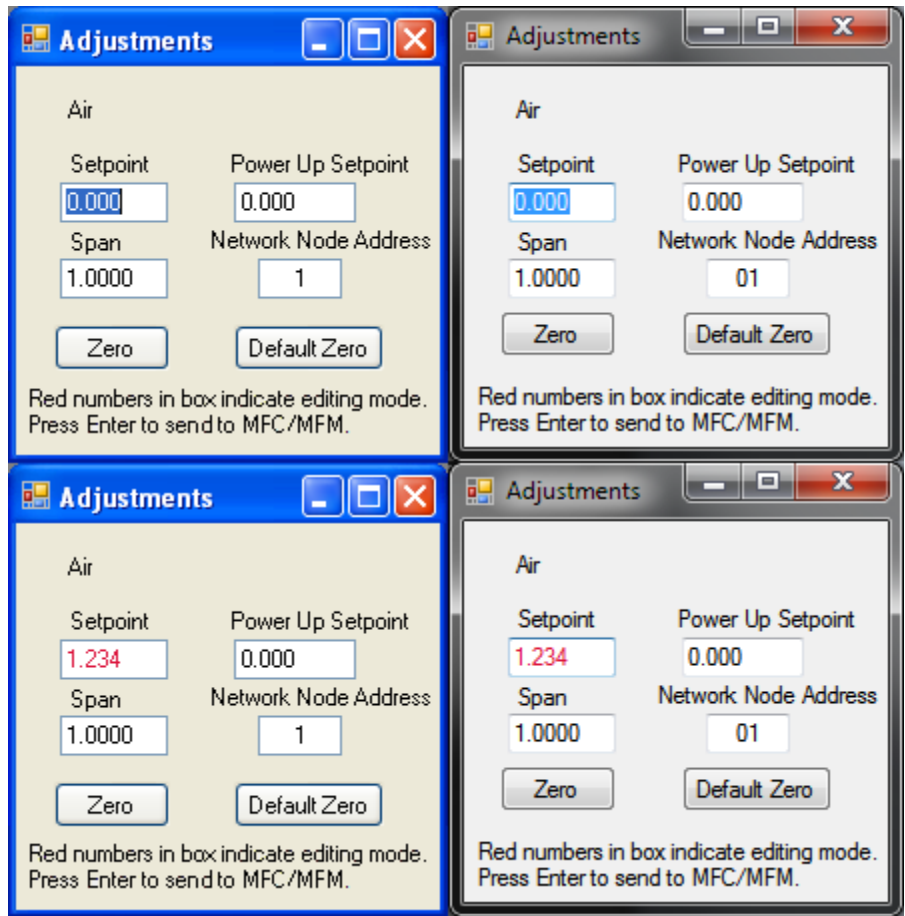 Adjustments
Air
Setpoint Power Up Setpoint
0.000 0.000
Span Network Node Address
1.0000 1
Zero Default Zero
Red numbers in box indicate editing mode.
Press Enter to send to MFC/MFM.
Adjustments
Air
Setpoint Power Up Setpoint
0.000 0.000
Span Network Node Address
1.0000 01
Zero Default Zero
Red numbers in box indicate editing mode.
Press Enter to send to MFC/MFM.
Adjustments
Air
Setpoint Power Up Setpoint
1.234 0.000
Span Network Node Address
1.0000 1
Zero Default Zero
Red numbers in box indicate editing mode.
Press Enter to send to MFC/MFM.
Adjustments
Air
Setpoint Power Up Setpoint
1.234 0.000
Span Network Node Address
1.0000 01
Zero Default Zero
Red numbers in box indicate editing mode.
Press Enter to send to MFC/MFM.